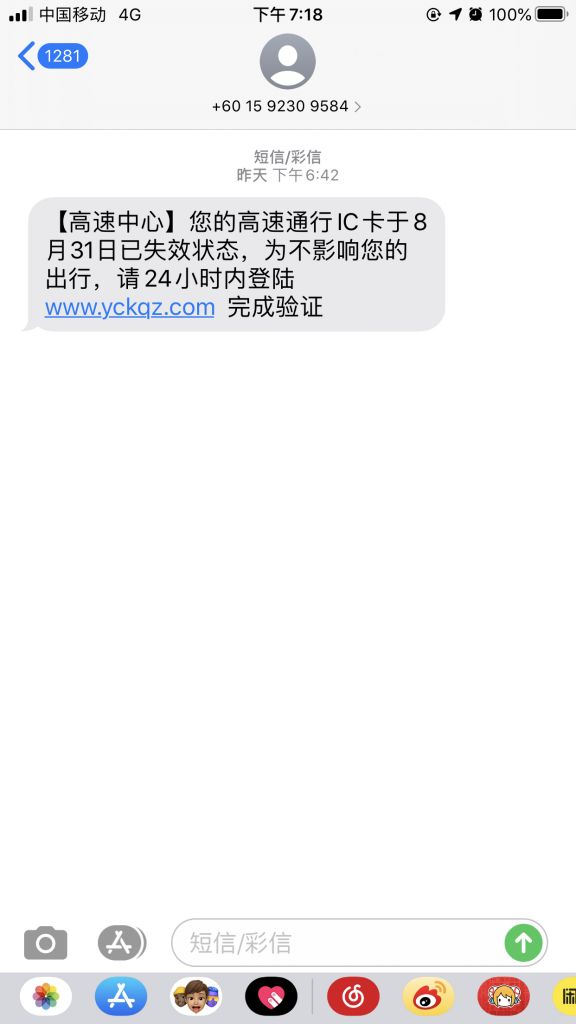 中国移动 4G 下午7:18 100%
1281
+60 15 9230 9584
短信/彩信
昨天 下午6:42
【高速中心】您的高速通行IC卡于8
月31日已失效状态，为不影响您的
出行，请24小时内登陆
www.yckqz.com 完成验证
短信/彩信
闲